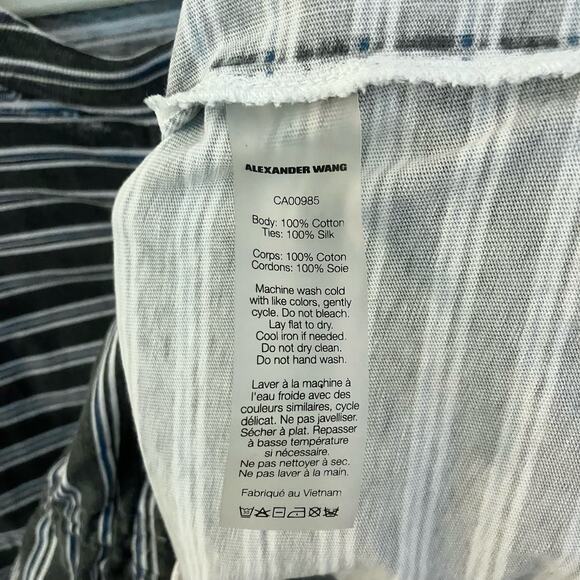 ALEXANDER WANG
CA00985
Body: 100% Cotton
Ties: 100% Silk
Corps: 100% Coton
Cordons: 100% Soie
Machine wash cold
with like colors, gently
cycle. Do not bleach.
Lay flat to dry.
Cool iron if needed.
Do not dry clean.
Do not hand wash.
Laver à la machine à
l'eau froide avec des
couleurs similaires, cycle
délicat. Ne pas javelliser.
Sécher à plat. Repasser
à basse température
si nécessaire.
Ne pas nettoyer à sec.
Ne pas laver à la main.
Fabriqué au Vietnam